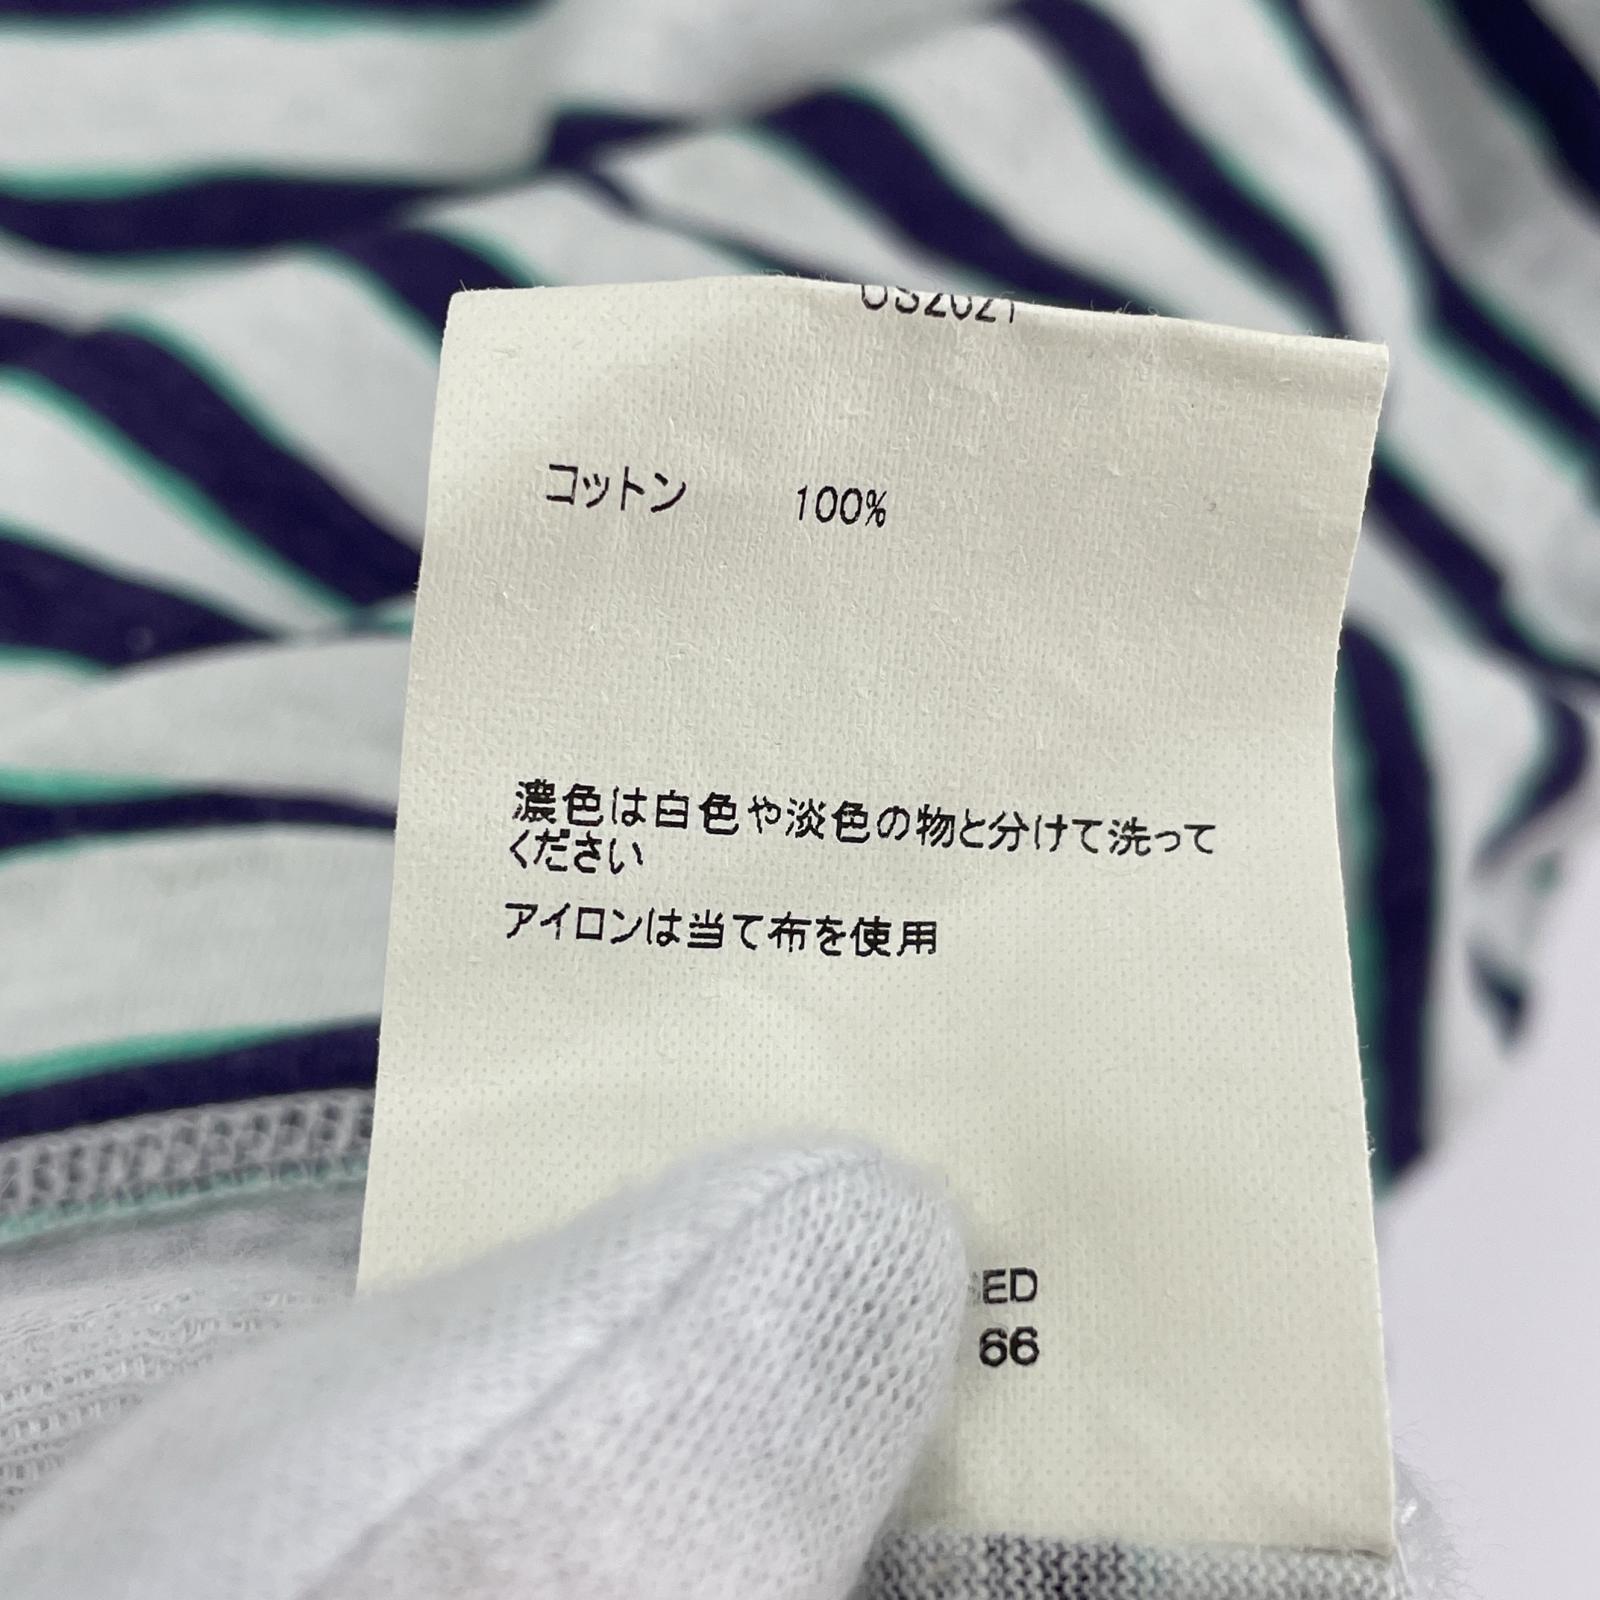 コットン 100%
濃色は白色や淡色の物と分けて洗って
ください
アイロンは当て布を使用
ED
66